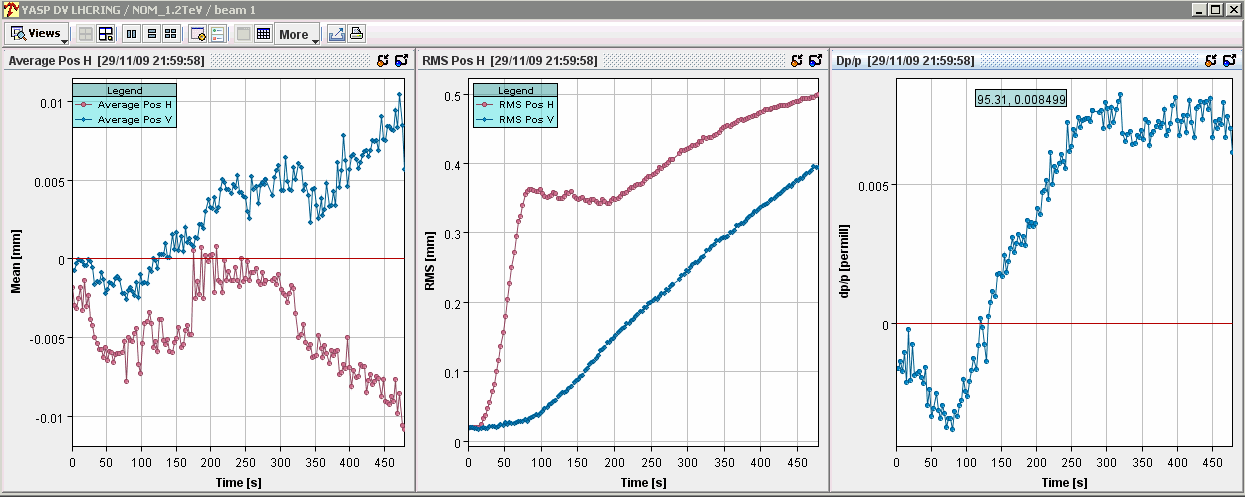 YASP DV LHCRING / NOM_1.2TeV / beam 1
Views More
Average Pos H [29/11/09 21:59:58]
Legend
Average Pos H
Average Pos V
Mean [mm]
0.01
0.005
0
-0.005
-0.01
0 50 100 150 200 250 300 350 400 450
Time [s]
RMS Pos H [29/11/09 21:59:58]
Legend
RMS Pos H
RMS Pos V
RMS [mm]
0.5
0.4
0.3
0.2
0.1
0
0 50 100 150 200 250 300 350 400 450
Time [s]
Dp/p [29/11/09 21:59:58]
95.31, 0.008499
dp/p [permill]
0.005
0
0 50 100 150 200 250 300 350 400 450
Time [s]